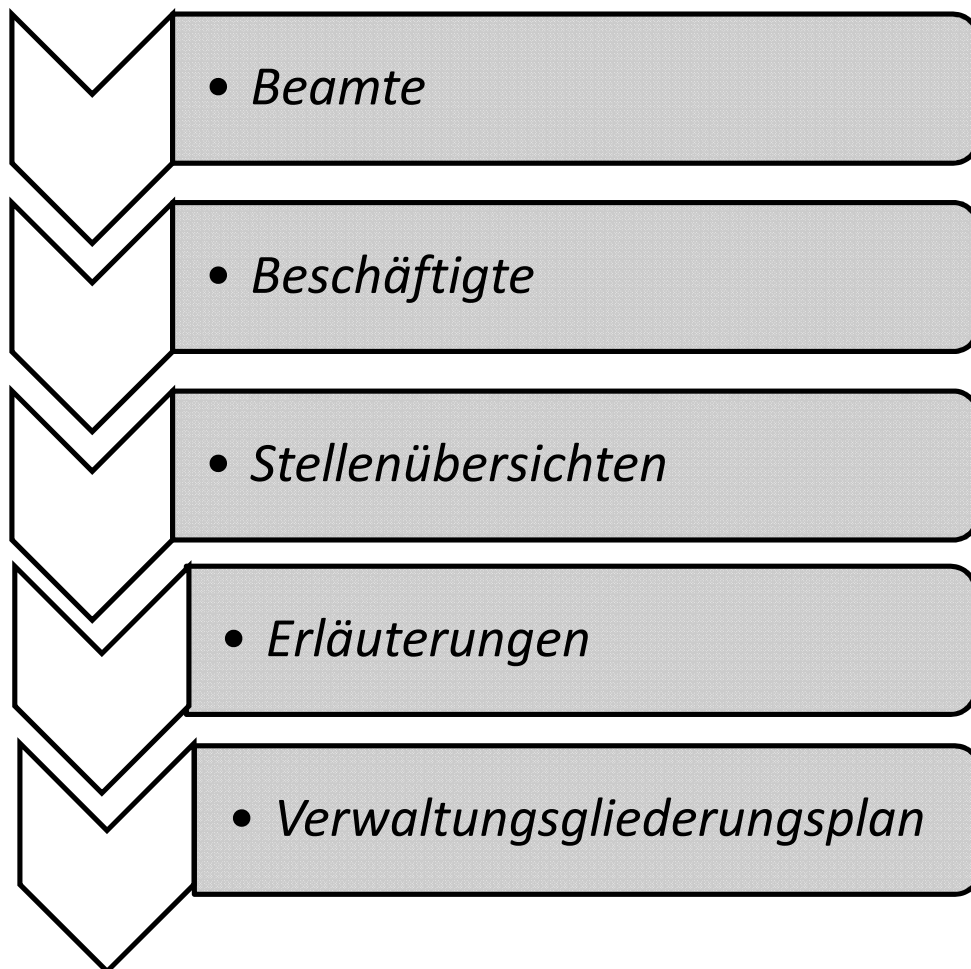 • Beamte
• Beschäftigte
• Stellenübersichten
• Erläuterungen
• Verwaltungsgliederungsplan